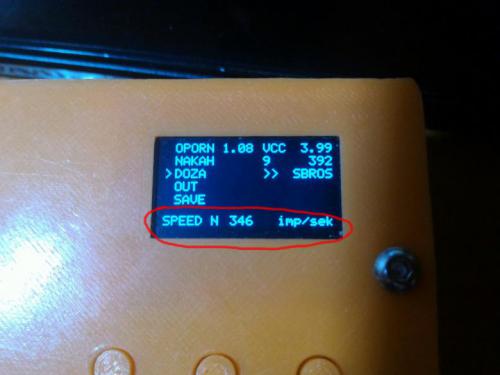 OPORN 1.08 VCC 3.99
NAKAH 9 392
>DOZA >> SBROS
OUT
SAVE
SPEED N 346 imp/sek